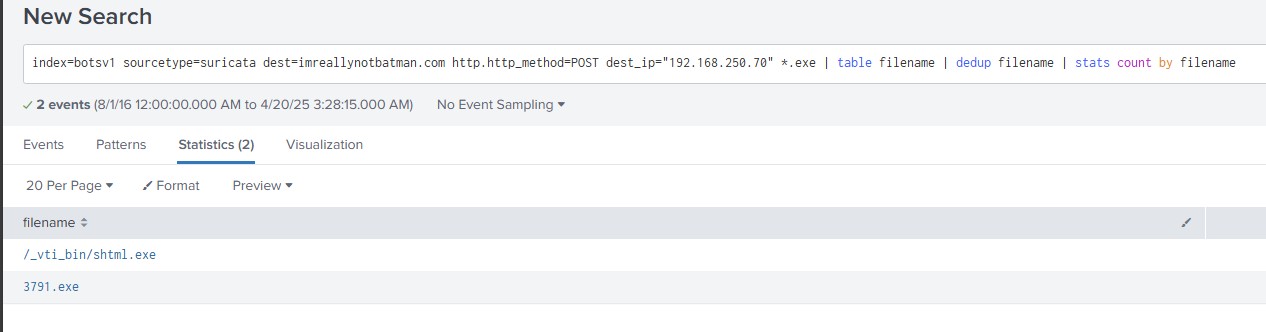 New Search
index=botsv1 sourcetype=suricata dest=imreallynotbatman.com http.http_method=POST dest_ip="192.168.250.70" *.exe | table filename | dedup filename | stats count by filename
2 events (8/1/16 12:00:00.000 AM to 4/20/25 3:28:15.000 AM) No Event Sampling
Events Patterns Statistics (2) Visualization
20 Per Page Format Preview
filename
/_vti_bin/shtml.exe
3791.exe